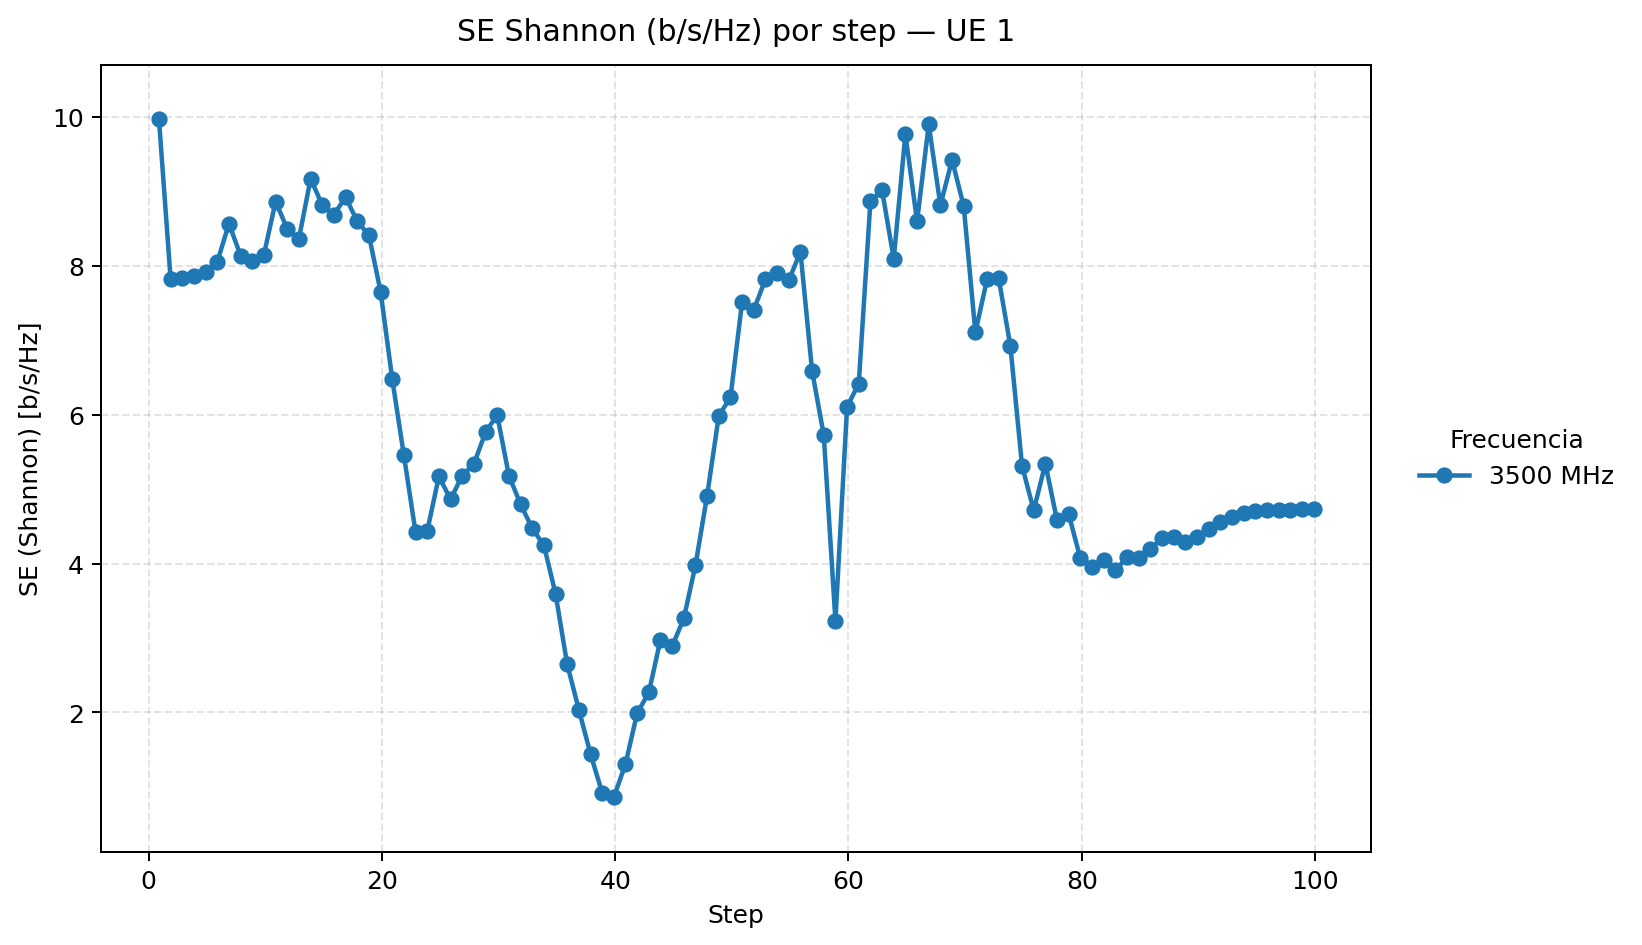 SE Shannon (b/s/Hz) por step — UE 1
SE (Shannon) [b/s/Hz]
10
8
6
4
2
0 20 40 60 80 100
Step
Frecuencia
3500 MHz